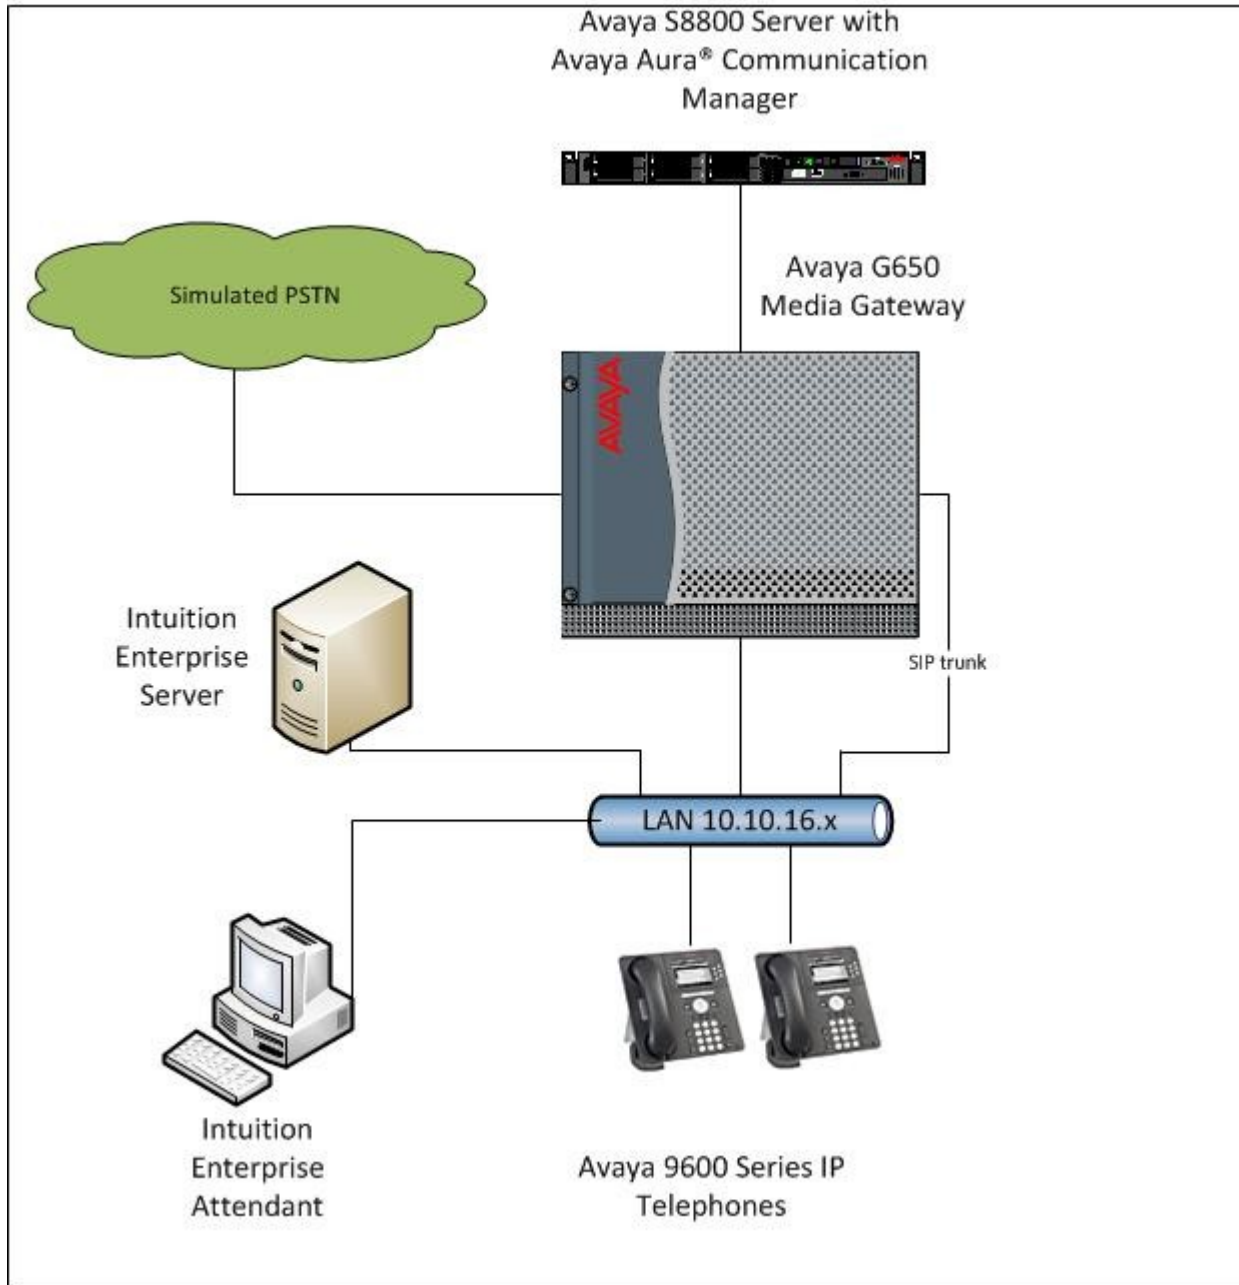 Avaya S8800 Server with
Avaya Aura® Communication
Manager
Simulated PSTN
Avaya G650
Media Gateway
AVAYA
Intuition
Enterprise
Server
SIP trunk
LAN 10.10.16.x
Intuition
Enterprise
Attendant
Avaya 9600 Series IP
Telephones